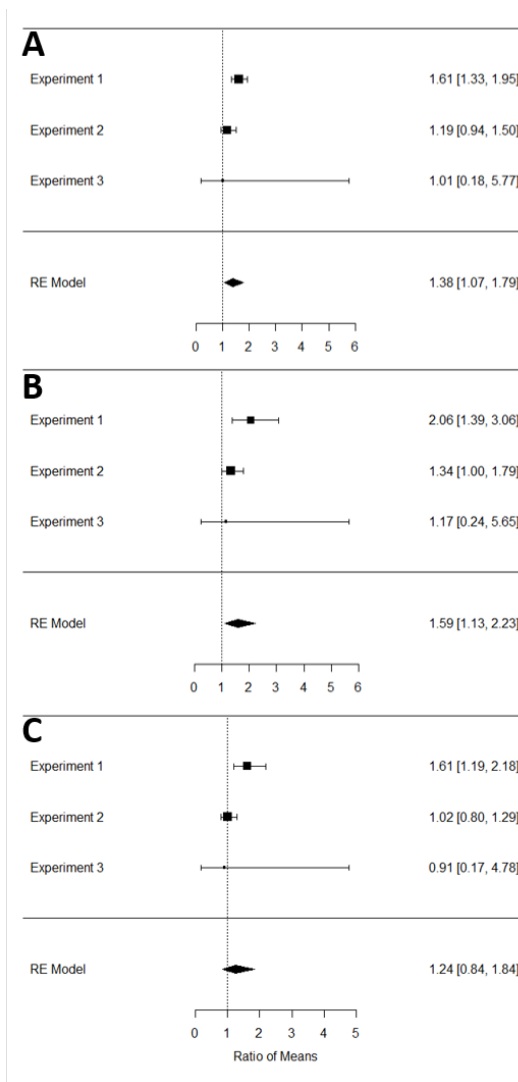 A
Experiment 1 1.61 [1.33, 1.95]
Experiment 2 1.19 [0.94, 1.50]
Experiment 3 1.01 [0.18, 5.77]
RE Model 1.38 [1.07, 1.79]
0 1 2 3 4 5 6
B
Experiment 1 2.06 [1.39, 3.06]
Experiment 2 1.34 [1.00, 1.79]
Experiment 3 1.17 [0.24, 5.65]
RE Model 1.59 [1.13, 2.23]
0 1 2 3 4 5 6
C
Experiment 1 1.61 [1.19, 2.18]
Experiment 2 1.02 [0.80, 1.29]
Experiment 3 0.91 [0.17, 4.78]
RE Model 1.24 [0.84, 1.84]
0 1 2 3 4 5
Ratio of Means